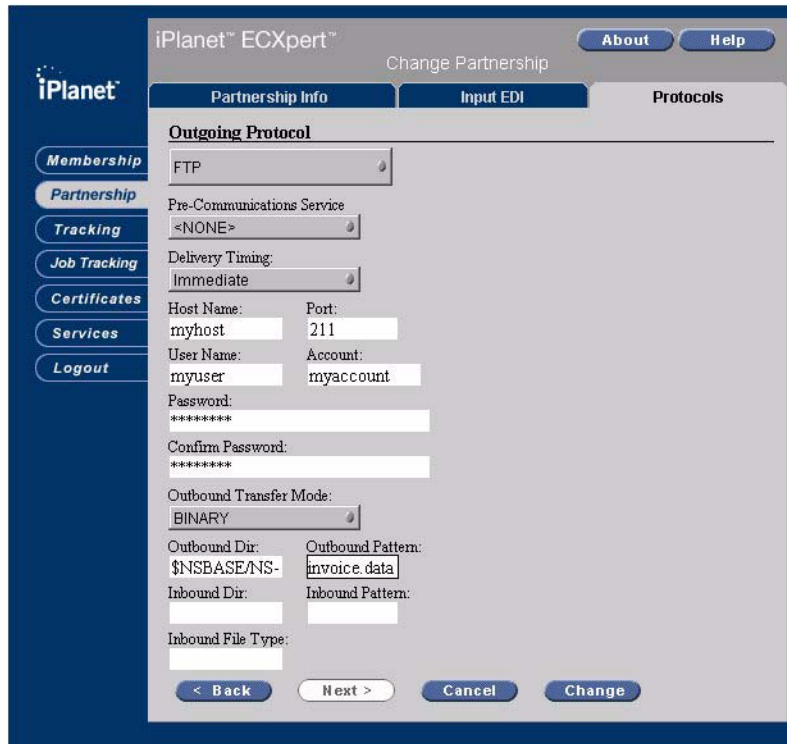 iPlanet™ ECXpert™
About
Help
Change Partnership
iPlanet™
Partnership Info
Input EDI
Protocols
Membership
Partnership
Tracking
Job Tracking
Certificates
Services
Logout
Outgoing Protocol
FTP
Pre-Communications Service
<NONE>
Delivery Timing:
Immediate
Host Name: Port:
myhost 211
User Name: Account:
myuser myaccount
Password:
********
Confirm Password:
********
Outbound Transfer Mode:
BINARY
Outbound Dir: Outbound Pattern:
$NSBASE/NS- invoice.data
Inbound Dir: Inbound Pattern:
Inbound File Type:
< Back
Next >
Cancel
Change